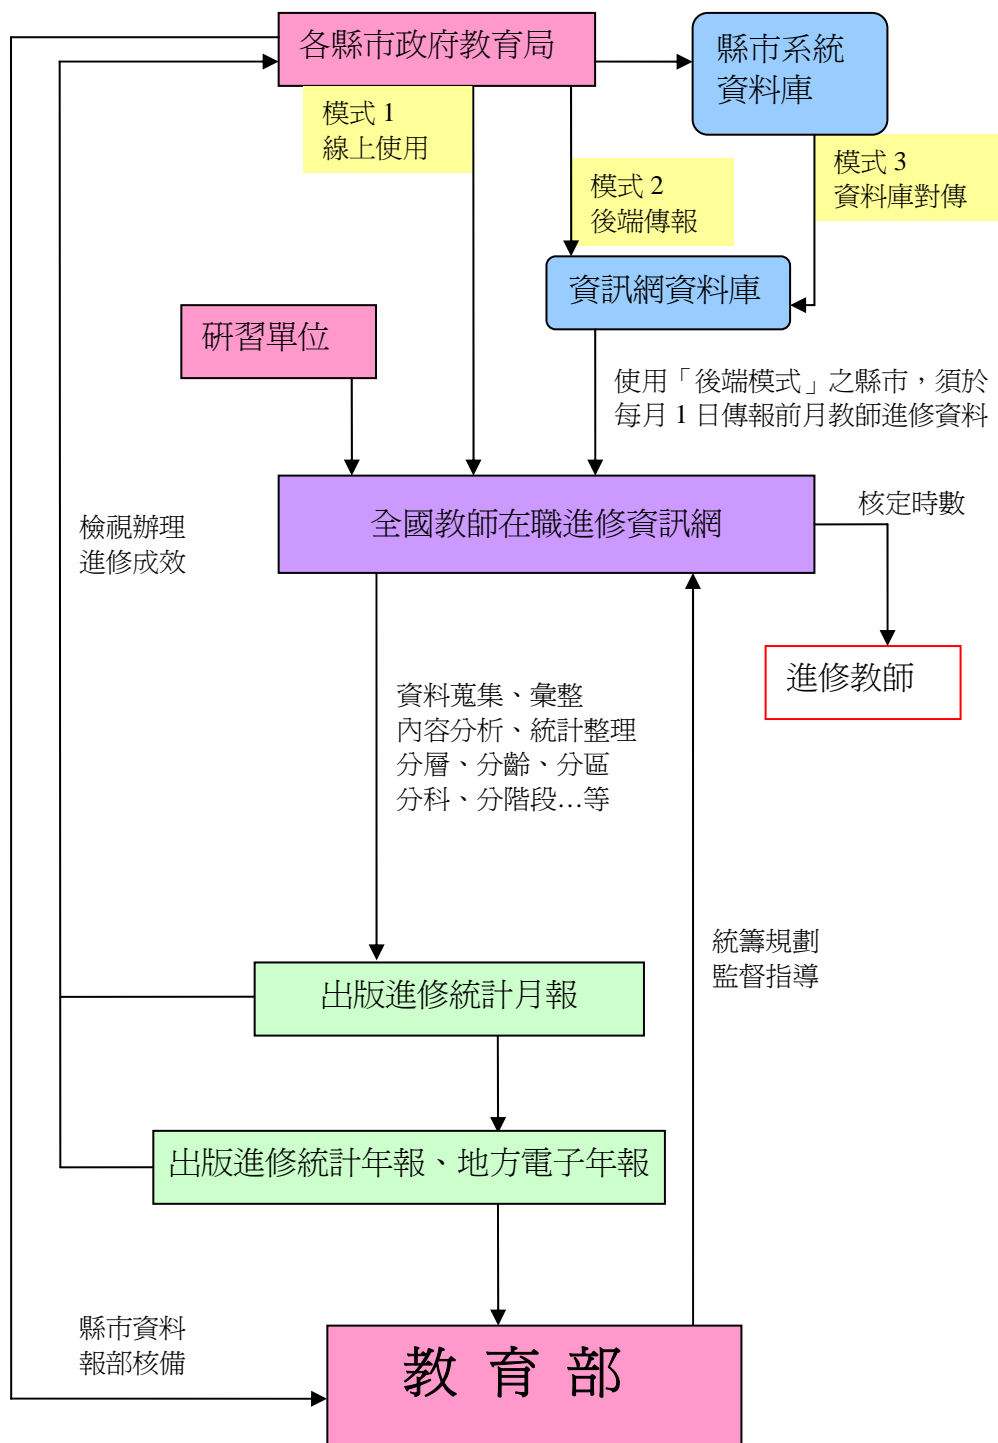 各縣市政府教育局
縣市系統
資料庫
模式 1
線上使用
模式 2
後端傳報
模式 3
資料庫對傳
資訊網資料庫
研習單位
使用「後端模式」之縣市，須於
每月 1 日傳報前月教師進修資料
全國教師在職進修資訊網
核定時數
檢視辦理
進修成效
進修教師
資料蒐集、彙整
內容分析、統計整理
分層、分齡、分區
分科、分階段…等
統籌規劃
監督指導
出版進修統計月報
出版進修統計年報、地方電子年報
縣市資料
報部核備
教 育 部